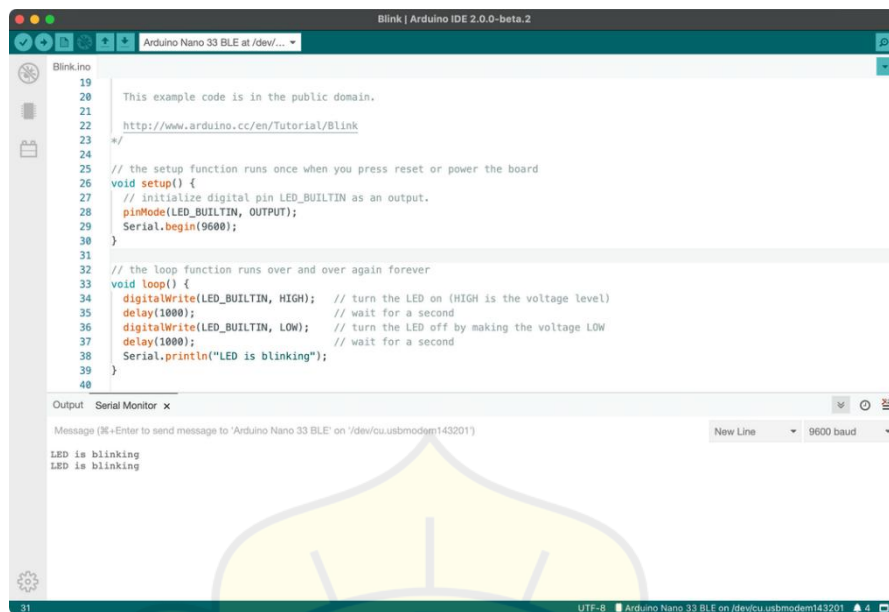 Blink | Arduino IDE 2.0.0-beta.2
Arduino Nano 33 BLE at /dev/...
Blink.ino
19
20 This example code is in the public domain.
21
22 http://www.arduino.cc/en/Tutorial/Blink
23 */
24
25 // the setup function runs once when you press reset or power the board
26 void setup() {
27 // initialize digital pin LED_BUILTIN as an output.
28 pinMode(LED_BUILTIN, OUTPUT);
29 Serial.begin(9600);
30 }
31
32 // the loop function runs over and over again forever
33 void loop() {
34 digitalWrite(LED_BUILTIN, HIGH); // turn the LED on (HIGH is the voltage level)
35 delay(1000); // wait for a second
36 digitalWrite(LED_BUILTIN, LOW); // turn the LED off by making the voltage LOW
37 delay(1000); // wait for a second
38 Serial.println("LED is blinking");
39 }
40
Output Serial Monitor x
Message (⌘+Enter to send message to 'Arduino Nano 33 BLE' on '/dev/cu.usbmodem143201') New Line 9600 baud
LED is blinking
LED is blinking
31 UTF-8 Arduino Nano 33 BLE on /dev/cu.usbmodem143201 4